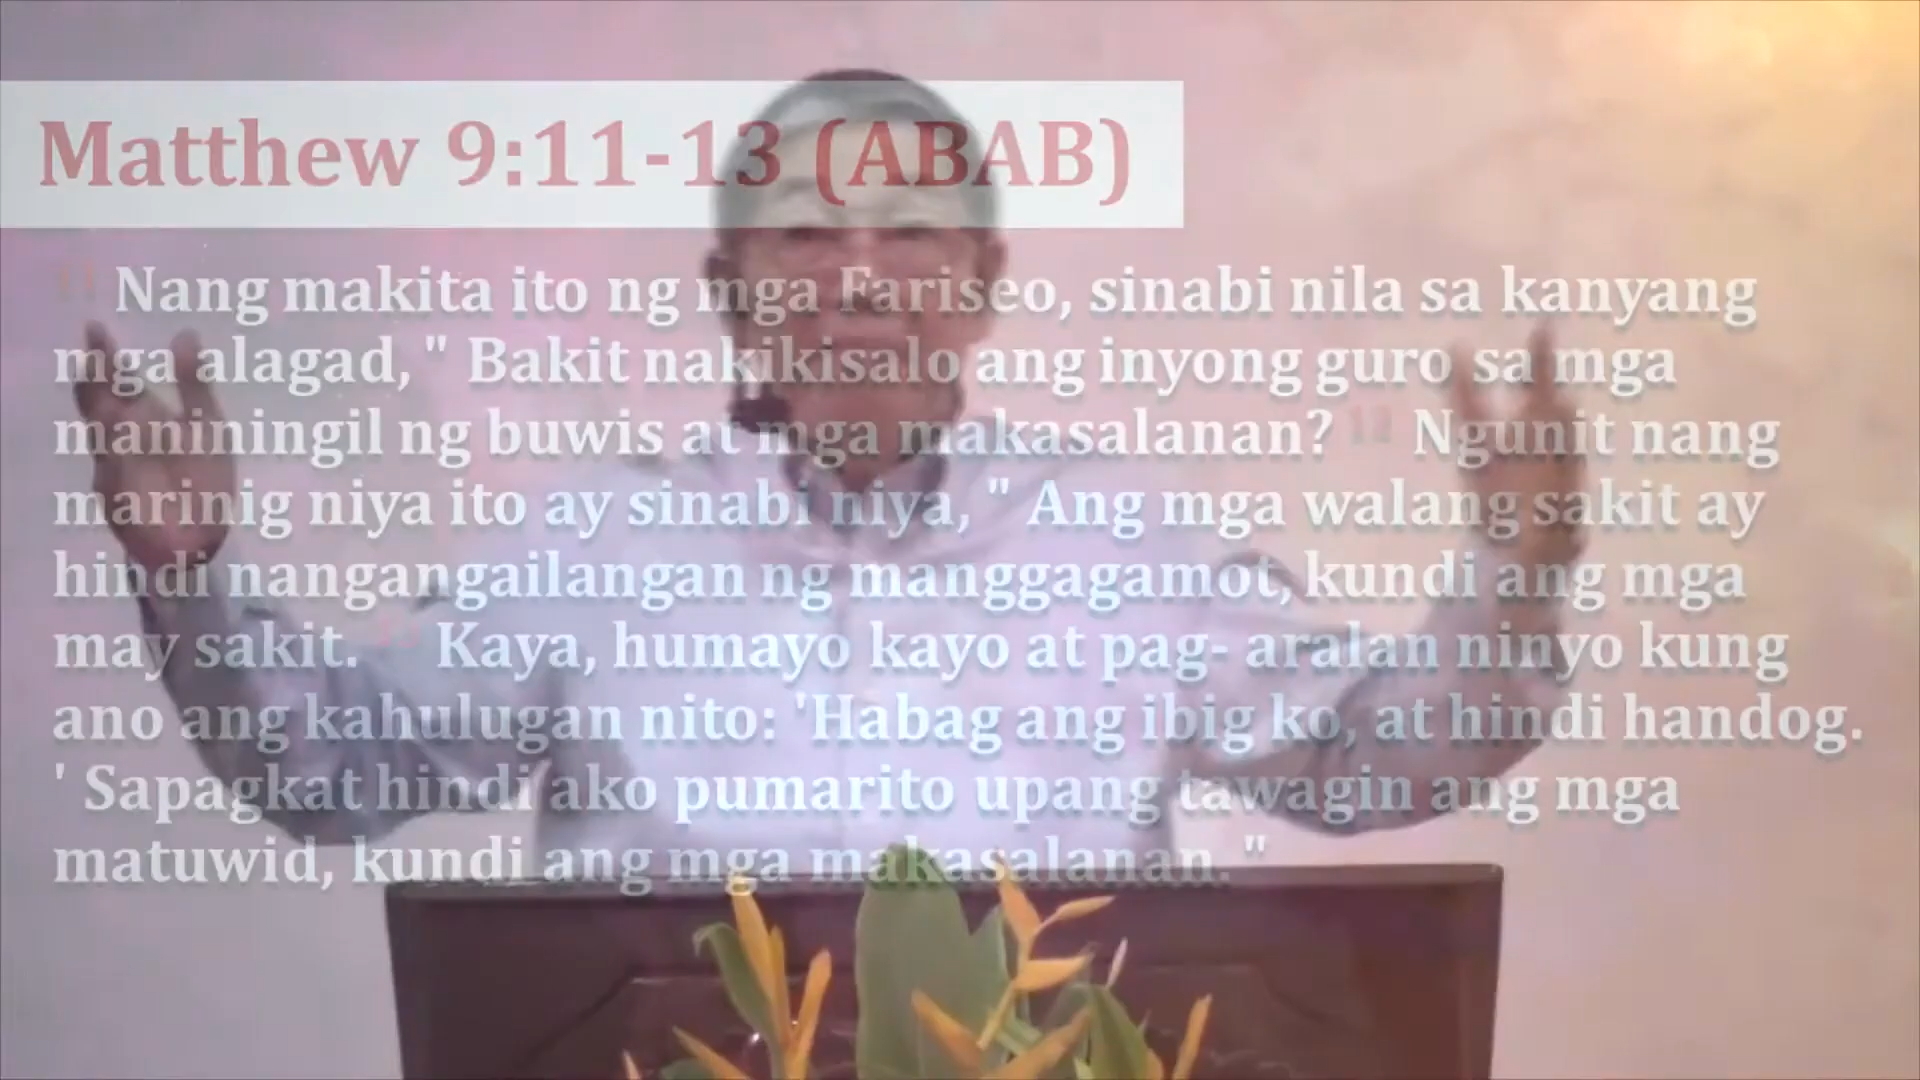 Matthew 9:11-13 (ABAB)
11 Nang makita ito ng mga Fariseo, sinabi nila sa kanyang
mga alagad, " Bakit nakikisalo ang inyong guro sa mga
maniningil ng buwis at mga makasalanan? 12 Ngunit nang
marinig niya ito ay sinabi niya, " Ang mga walang sakit ay
hindi nangangailangan ng manggagamot, kundi ang mga
may sakit. 13 Kaya, humayo kayo at pag- aralan ninyo kung
ano ang kahulugan nito: 'Habag ang ibig ko, at hindi handog.
' Sapagkat hindi ako pumarito upang tawagin ang mga
matuwid, kundi ang mga makasalanan. "